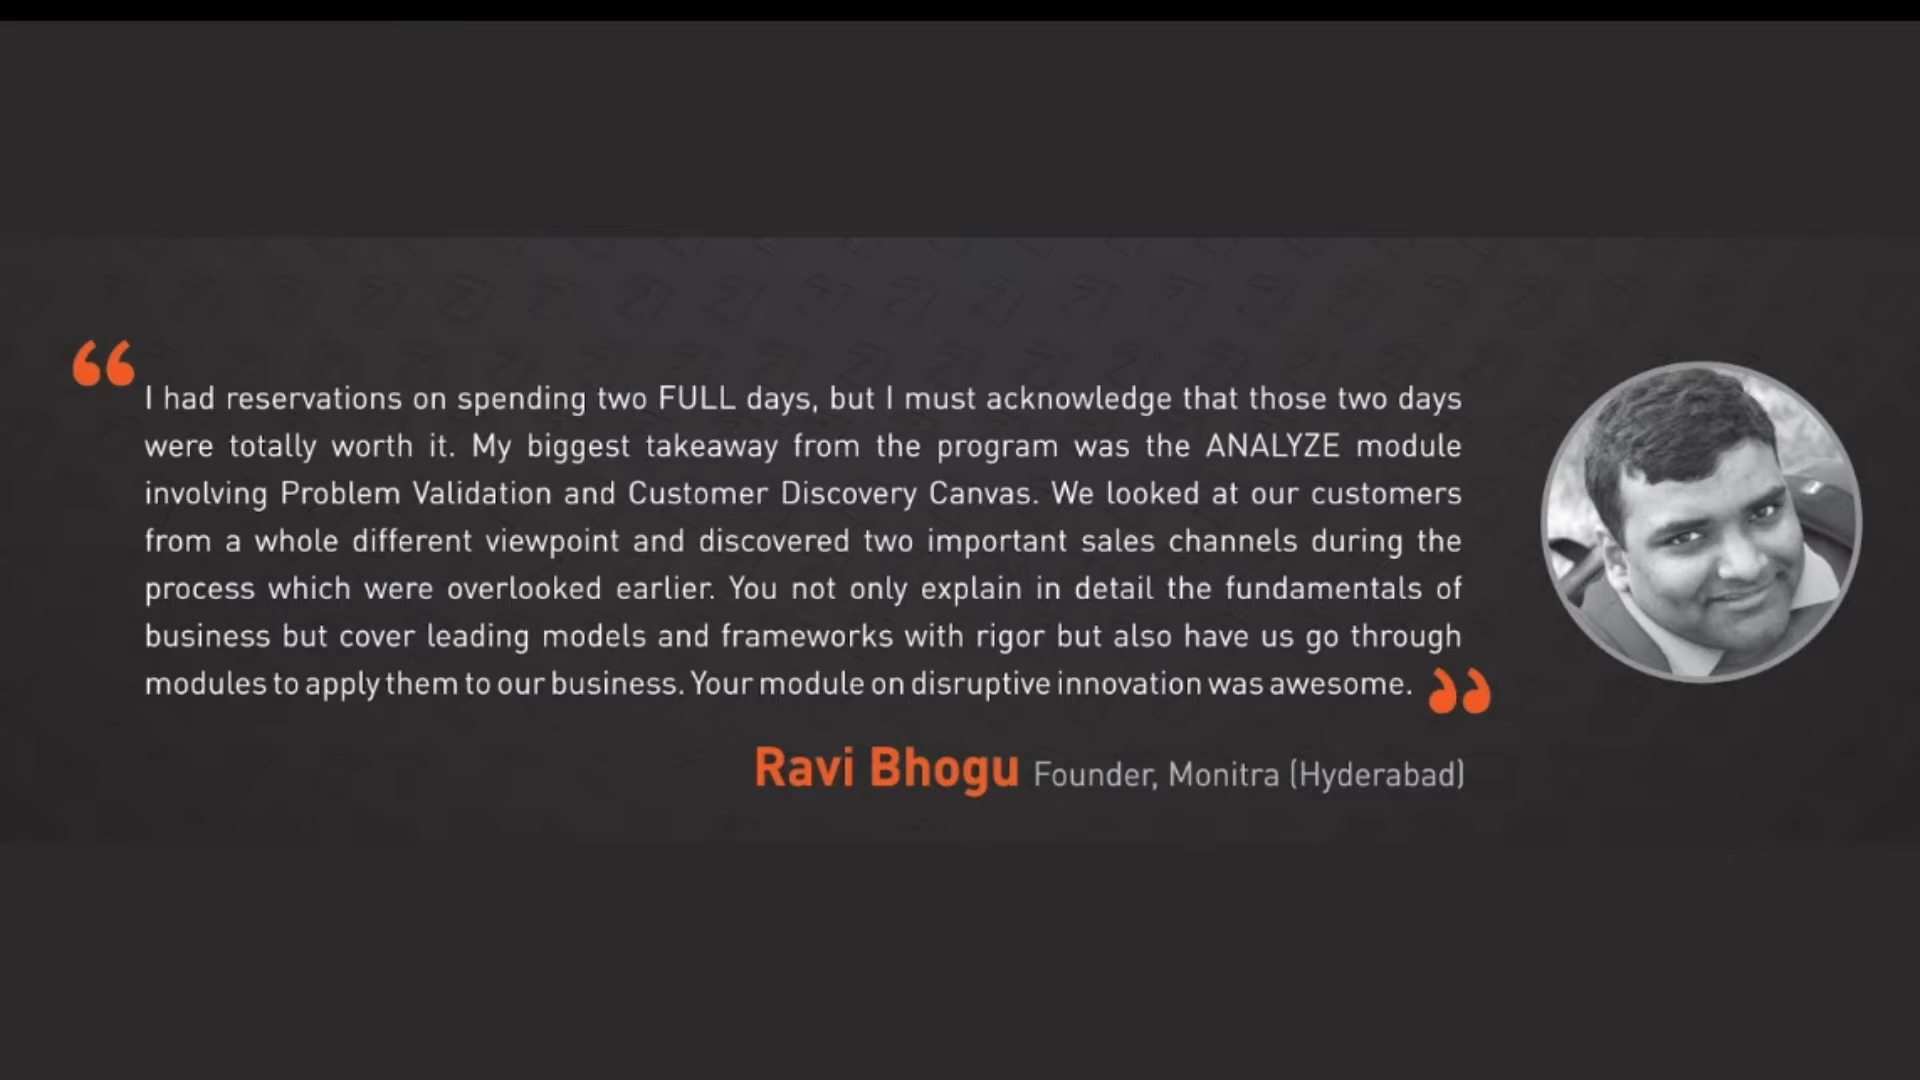 “I had reservations on spending two FULL days, but I must acknowledge that those two days
were totally worth it. My biggest takeaway from the program was the ANALYZE module
involving Problem Validation and Customer Discovery Canvas. We looked at our customers
from a whole different viewpoint and discovered two important sales channels during the
process which were overlooked earlier. You not only explain in detail the fundamentals of
business but cover leading models and frameworks with rigor but also have us go through
modules to apply them to our business. Your module on disruptive innovation was awesome.”
Ravi Bhogu Founder, Monitra (Hyderabad)